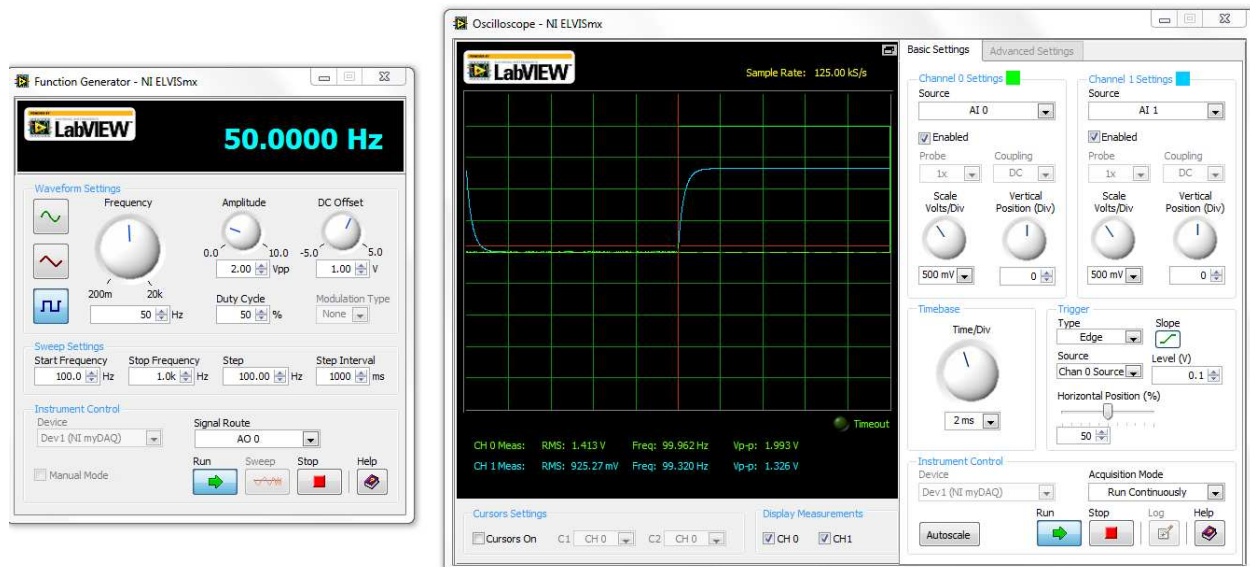 Function Generator - NI ELVISmx
POWERED BY
LabVIEW
50.0000 Hz
Waveform Settings
Frequency
Amplitude
DC Offset
0.0 10.0
-5.0 5.0
2.00 Vpp
1.00 V
200m 20k
50 Hz
Duty Cycle
50 %
Modulation Type
None
Sweep Settings
Start Frequency Stop Frequency Step Step Interval
100.0 Hz 1.0k Hz 100.00 Hz 1000 ms
Instrument Control
Device
Dev1 (NI myDAQ)
Signal Route
AO 0
Manual Mode
Run Sweep Stop Help
Oscilloscope - NI ELVISmx
LabVIEW
Sample Rate: 125.00 kS/s
Timeout
CH 0 Meas: RMS: 1.413 V Freq: 99.962 Hz Vp-p: 1.993 V
CH 1 Meas: RMS: 925.27 mV Freq: 99.320 Hz Vp-p: 1.326 V
Cursors Settings
Cursors On C1 CH 0 C2 CH 0
Display Measurements
CH 0 CH1
Basic Settings Advanced Settings
Channel 0 Settings
Source
AI 0
Enabled
Probe Coupling
1x DC
Scale Volts/Div
Vertical Position (Div)
500 mV 0
Channel 1 Settings
Source
AI 1
Enabled
Probe Coupling
1x DC
Scale Volts/Div
Vertical Position (Div)
500 mV 0
Timebase
Time/Div
2 ms
Trigger
Type Slope
Edge
Source Level (V)
Chan 0 Source 0.1
Horizontal Position (%)
50
Instrument Control
Device
Dev1 (NI myDAQ)
Acquisition Mode
Run Continuously
Run Stop Log Help
Autoscale